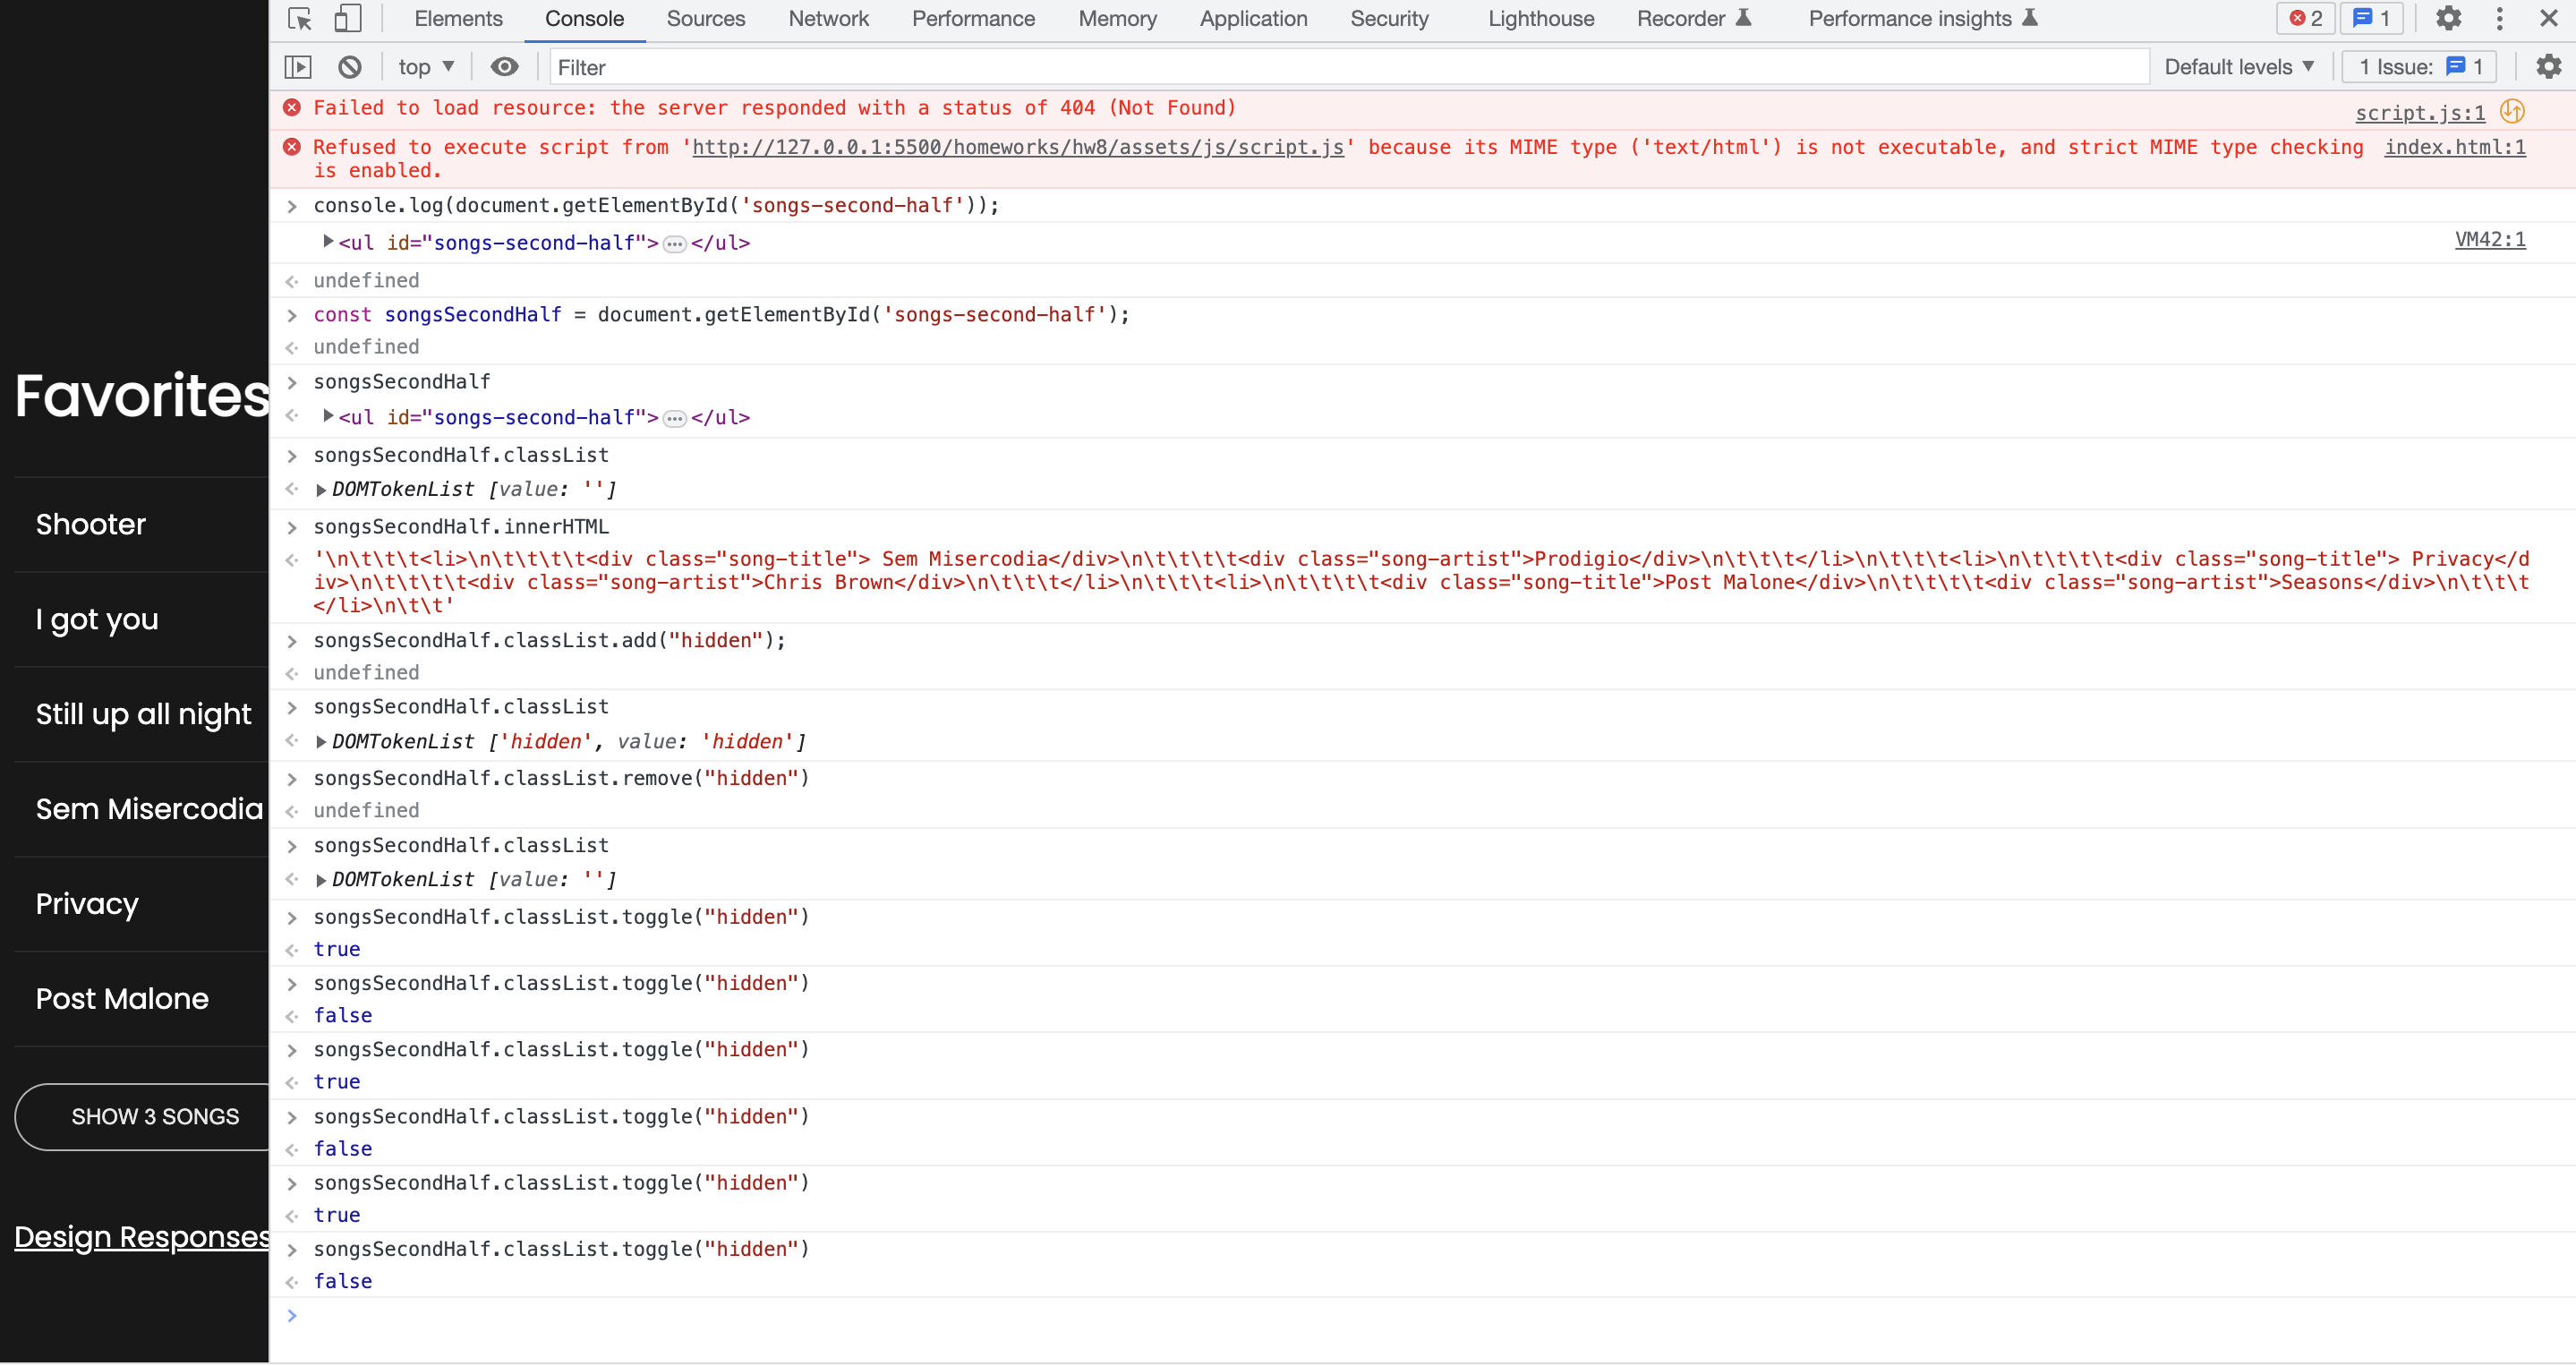 Elements Console Sources Network Performance Memory Application Security Lighthouse Recorder Performance insights 2 1
top Filter Default levels 1 Issue: 1
Failed to load resource: the server responded with a status of 404 (Not Found) script.js:1
Refused to execute script from 'http://127.0.0.1:5500/homeworks/hw8/assets/js/script.js' because its MIME type ('text/html') is not executable, and strict MIME type checking index.html:1
is enabled.
console.log(document.getElementById('songs-second-half'));
<ul id="songs-second-half">…</ul> VM42:1
undefined
const songsSecondHalf = document.getElementById('songs-second-half');
undefined
songsSecondHalf
<ul id="songs-second-half">…</ul>
songsSecondHalf.classList
DOMTokenList [value: '']
songsSecondHalf.innerHTML
'\n\t\t\t<li>\n\t\t\t\t<div class="song-title"> Sem Misercodia</div>\n\t\t\t\t<div class="song-artist">Prodigio</div>\n\t\t\t</li>\n\t\t\t<li>\n\t\t\t\t<div class="song-title"> Privacy</d
iv>\n\t\t\t\t<div class="song-artist">Chris Brown</div>\n\t\t\t</li>\n\t\t\t<li>\n\t\t\t\t<div class="song-title">Post Malone</div>\n\t\t\t\t<div class="song-artist">Seasons</div>\n\t\t\t
</li>\n\t\t'
songsSecondHalf.classList.add("hidden");
undefined
songsSecondHalf.classList
DOMTokenList ['hidden', value: 'hidden']
songsSecondHalf.classList.remove("hidden")
undefined
songsSecondHalf.classList
DOMTokenList [value: '']
songsSecondHalf.classList.toggle("hidden")
true
songsSecondHalf.classList.toggle("hidden")
false
songsSecondHalf.classList.toggle("hidden")
true
songsSecondHalf.classList.toggle("hidden")
false
songsSecondHalf.classList.toggle("hidden")
true
songsSecondHalf.classList.toggle("hidden")
false
Favorites
Shooter
I got you
Still up all night
Sem Misercodia
Privacy
Post Malone
SHOW 3 SONGS
Design Responses